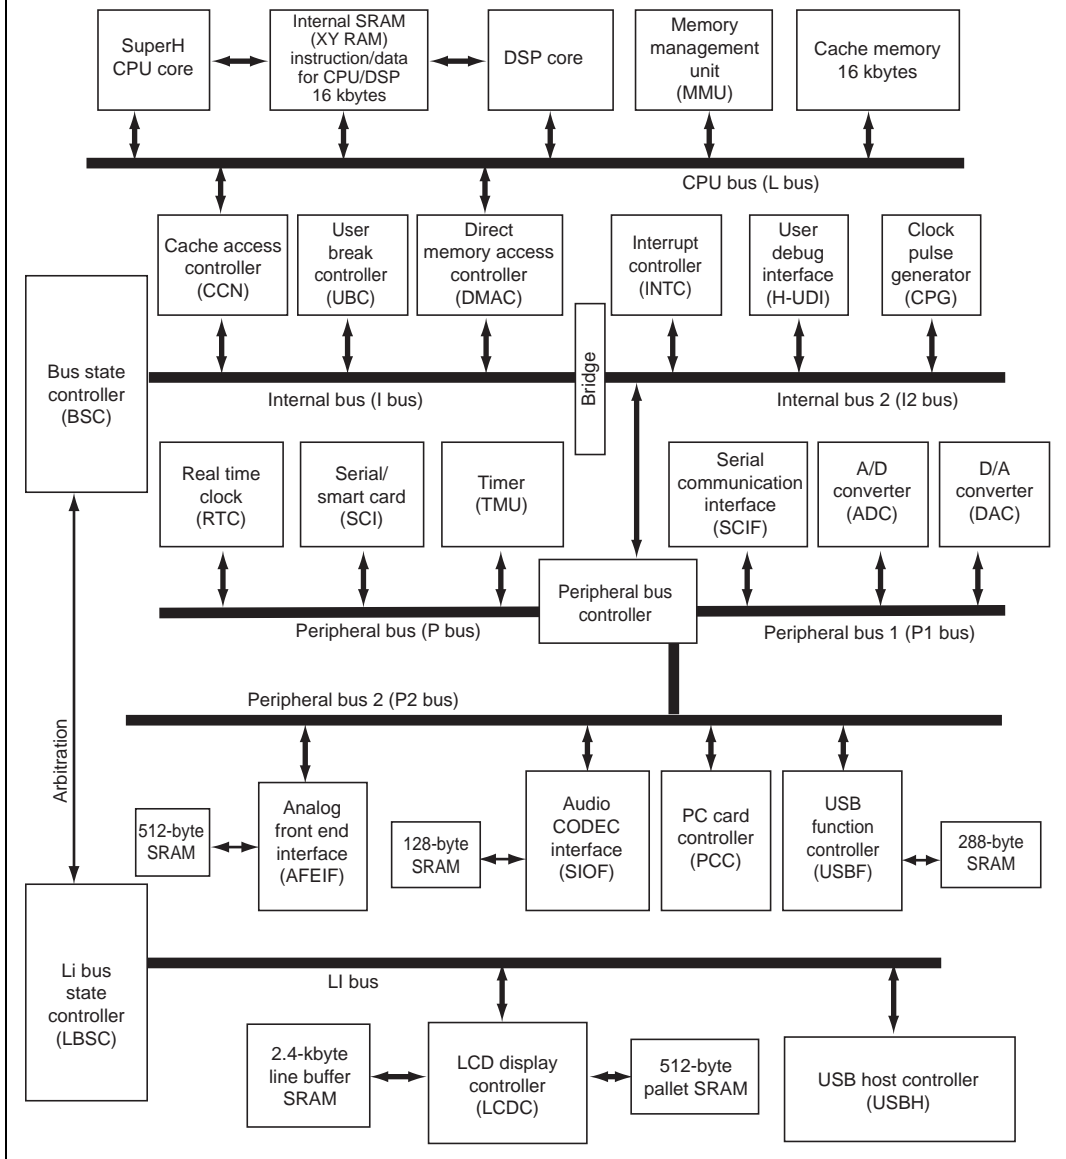 SuperH
CPU core
Internal SRAM
(XY RAM)
instruction/data
for CPU/DSP
16 kbytes
DSP core
Memory
management
unit
(MMU)
Cache memory
16 kbytes
CPU bus (L bus)
Cache access
controller
(CCN)
User
break
controller
(UBC)
Direct
memory access
controller
(DMAC)
Interrupt
controller
(INTC)
User
debug
interface
(H-UDI)
Clock
pulse
generator
(CPG)
Bus state
controller
(BSC)
Bridge
Internal bus (I bus)
Internal bus 2 (I2 bus)
Real time
clock
(RTC)
Serial/
smart card
(SCI)
Timer
(TMU)
Serial
communication
interface
(SCIF)
A/D
converter
(ADC)
D/A
converter
(DAC)
Peripheral bus
controller
Peripheral bus (P bus)
Peripheral bus 1 (P1 bus)
Peripheral bus 2 (P2 bus)
Arbitration
512-byte
SRAM
Analog
front end
interface
(AFEIF)
128-byte
SRAM
Audio
CODEC
interface
(SIOF)
PC card
controller
(PCC)
USB
function
controller
(USBF)
288-byte
SRAM
Li bus
state
controller
(LBSC)
LI bus
2.4-kbyte
line buffer
SRAM
LCD display
controller
(LCDC)
512-byte
pallet SRAM
USB host controller
(USBH)